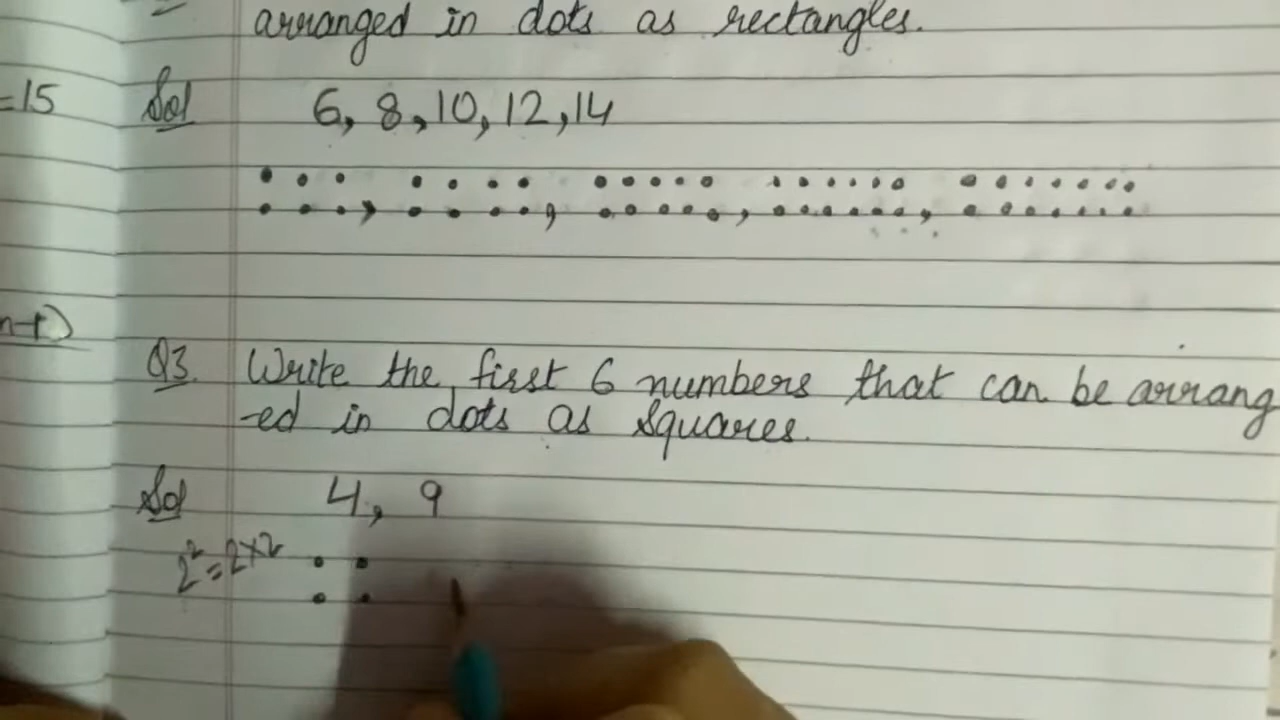 arranged in dots as rectangles.
=15
Sol 6, 8, 10, 12, 14
Q3. Write the first 6 numbers that can be arrang
-ed in dots as squares.
Sol 4, 9
2²=2×2